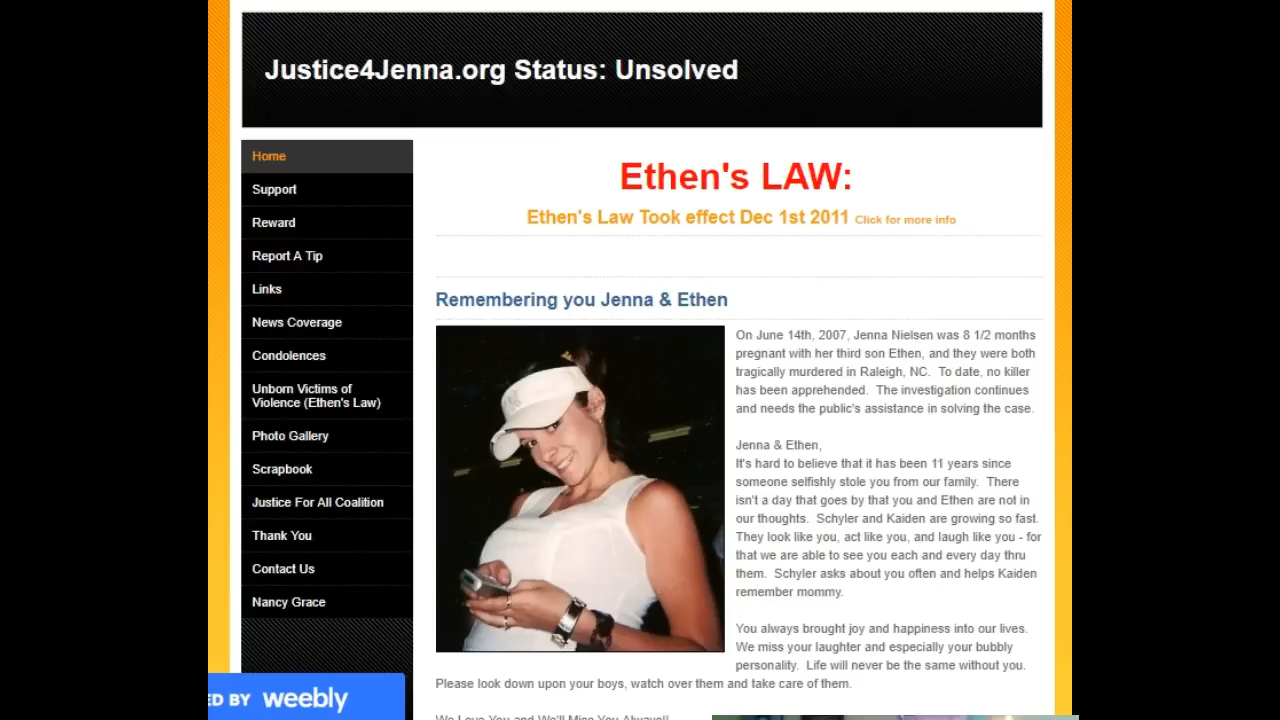 Justice4Jenna.org Status: Unsolved
Home
Support
Reward
Report A Tip
Links
News Coverage
Condolences
Unborn Victims of
Violence (Ethen's Law)
Photo Gallery
Scrapbook
Justice For All Coalition
Thank You
Contact Us
Nancy Grace
Ethen's LAW:
Ethen's Law Took effect Dec 1st 2011 Click for more info
Remembering you Jenna & Ethen
On June 14th, 2007, Jenna Nielsen was 8 1/2 months
pregnant with her third son Ethen, and they were both
tragically murdered in Raleigh, NC. To date, no killer
has been apprehended. The investigation continues
and needs the public's assistance in solving the case.
Jenna & Ethen,
It's hard to believe that it has been 11 years since
someone selfishly stole you from our family. There
isn't a day that goes by that you and Ethen are not in
our thoughts. Schyler and Kaiden are growing so fast.
They look like you, act like you, and laugh like you - for
that we are able to see you each and every day thru
them. Schyler asks about you often and helps Kaiden
remember mommy.
You always brought joy and happiness into our lives.
We miss your laughter and especially your bubbly
personality. Life will never be the same without you.
Please look down upon your boys, watch over them and take care of them.
We Love You and We'll Miss You Always!!
ED BY weebly